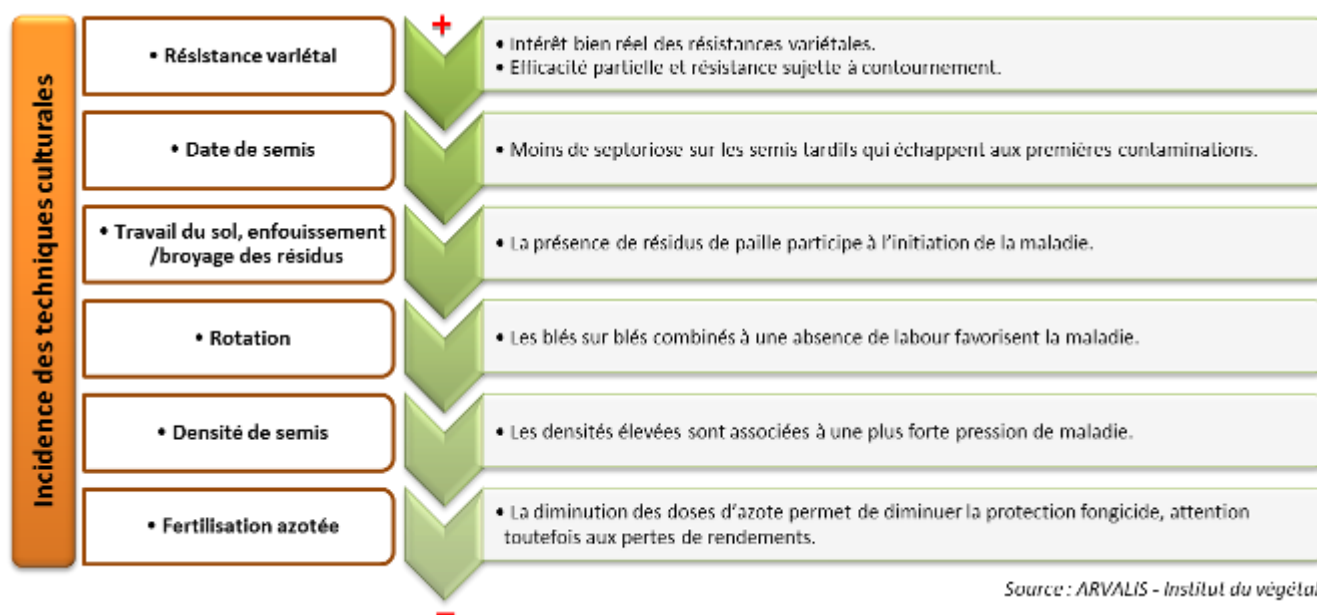 Incidence des techniques culturales
+
• Résistance variétal
• Intérêt bien réel des résistances variétales.
• Efficacité partielle et résistance sujette à contournement.
• Date de semis
• Moins de septoriose sur les semis tardifs qui échappent aux premières contaminations.
• Travail du sol, enfouissement
/broyage des résidus
• La présence de résidus de paille participe à l'initiation de la maladie.
• Rotation
• Les blés sur blés combinés à une absence de labour favorisent la maladie.
• Densité de semis
• Les densités élevées sont associées à une plus forte pression de maladie.
• Fertilisation azotée
• La diminution des doses d'azote permet de diminuer la protection fongicide, attention
toutefois aux pertes de rendements.
–
Source : ARVALIS - Institut du végétal